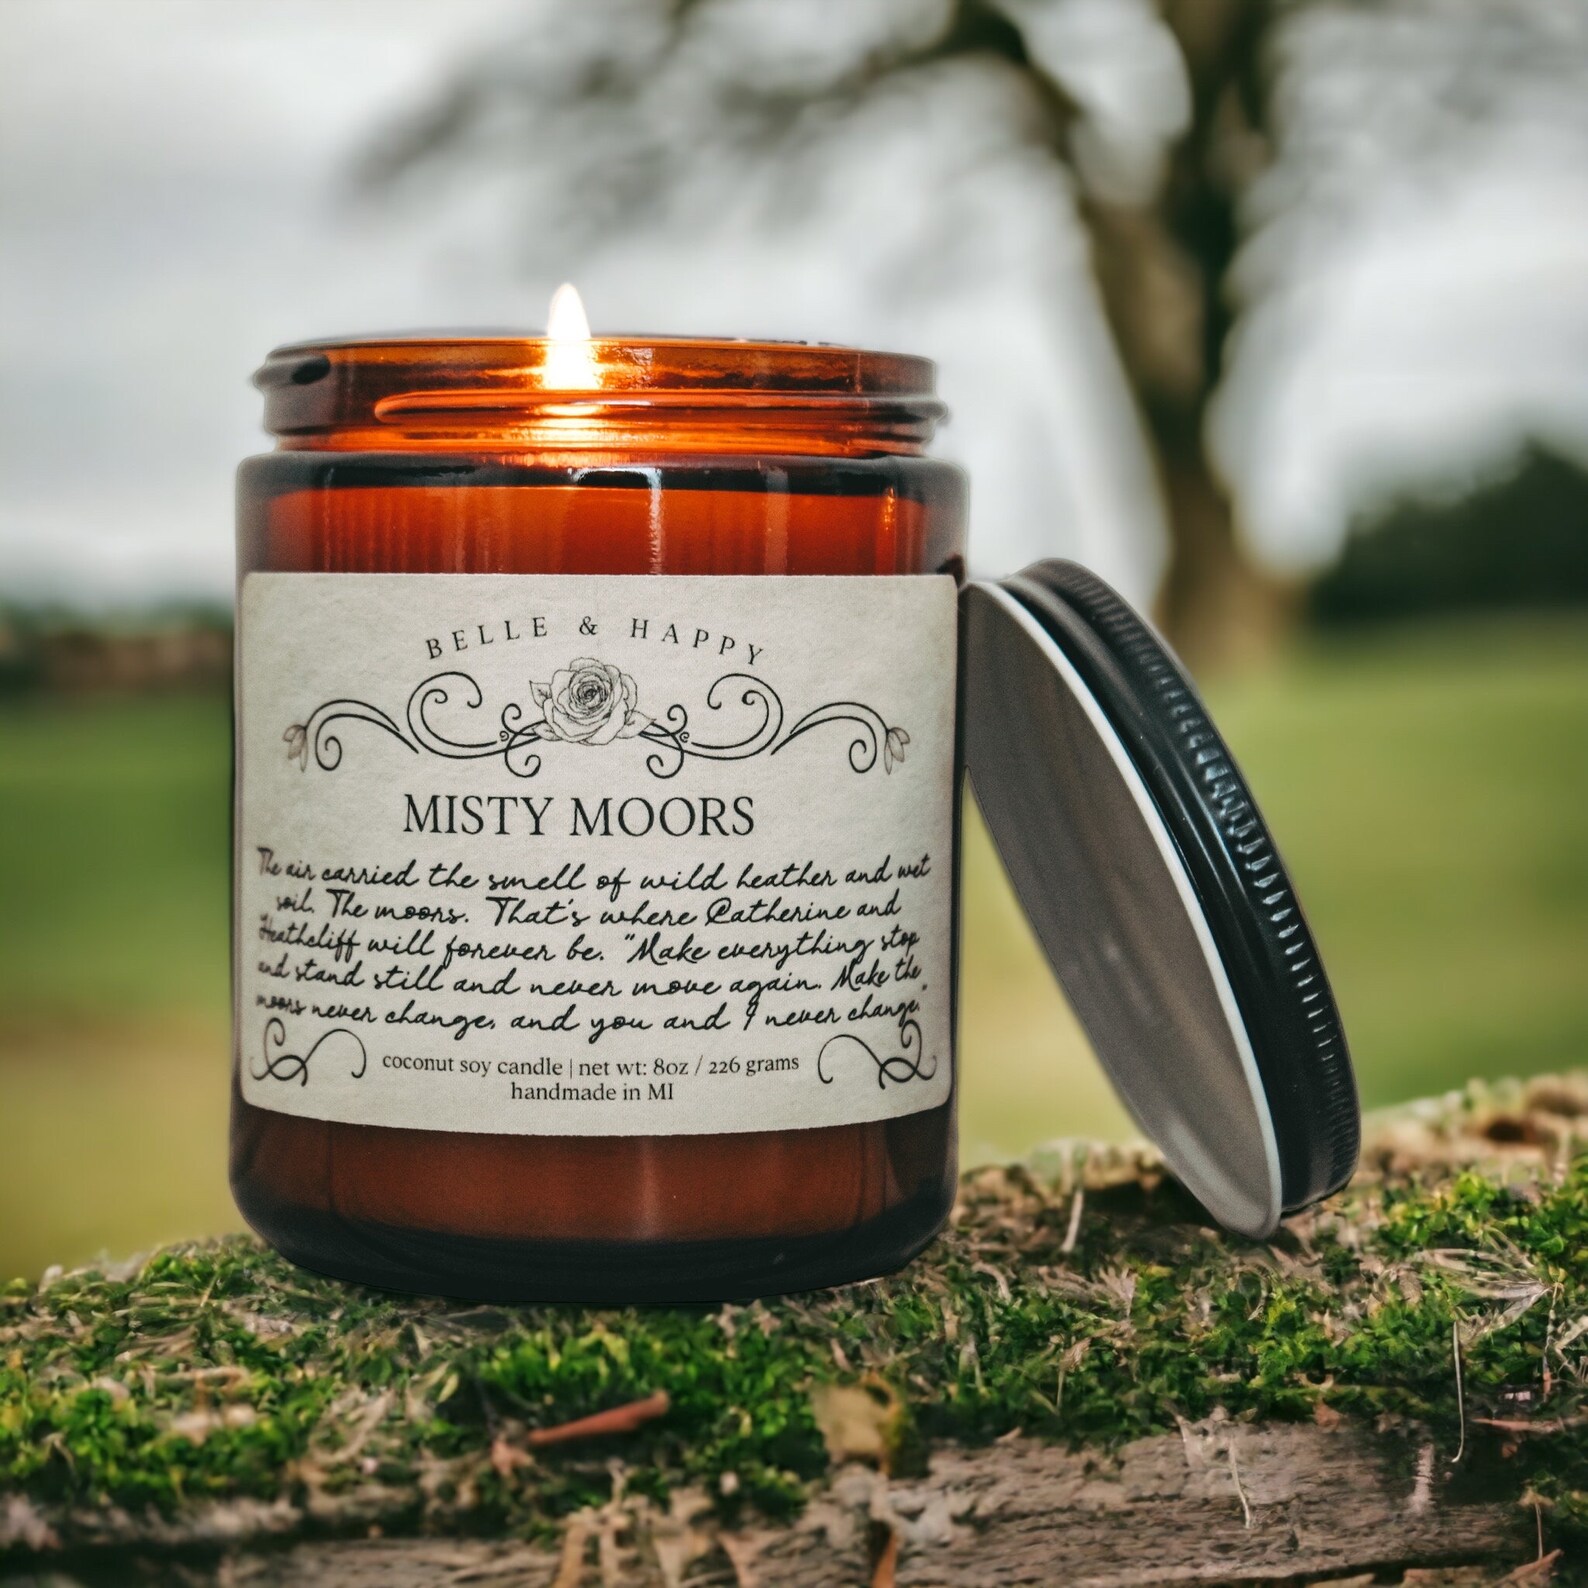 BELLE & HAPPY
MISTY MOORS
The air carried the smell of wild heather and wet
soil. The moors. That's where Catherine and
Heathcliff will forever be. "Make everything stop
and stand still and never move again. Make the
moors never change, and you and I never change."
coconut soy candle | net wt: 8oz / 226 grams
handmade in MI